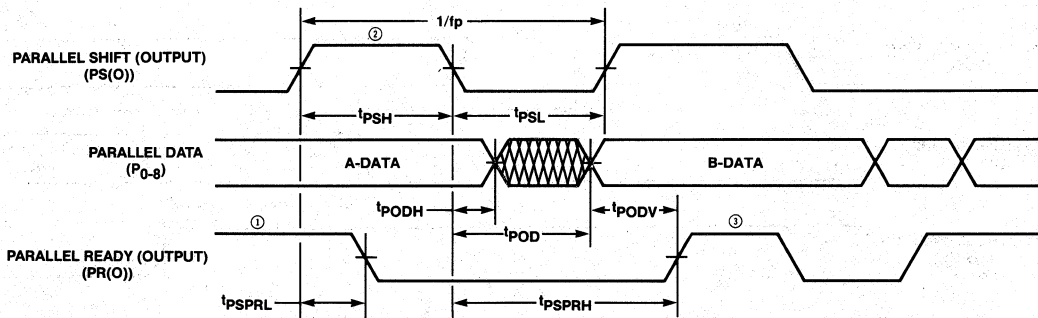 1/fp
②
PARALLEL SHIFT (OUTPUT)
(PS(O))
tPSH
tPSL
PARALLEL DATA
(P0-8)
A-DATA
B-DATA
tPODH
tPOD
tPODV
①
③
PARALLEL READY (OUTPUT)
(PR(O))
tPSPRL
tPSPRH